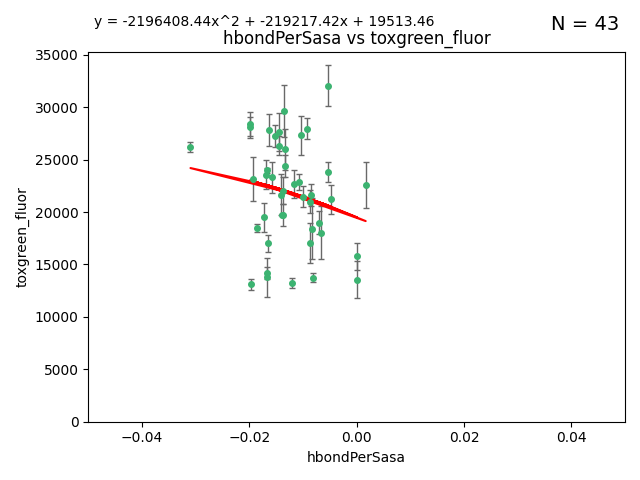 y = -2196408.44x^2 + -219217.42x + 19513.46
N = 43
hbondPerSasa vs toxgreen_fluor
35000
30000
25000
20000
15000
10000
5000
0
toxgreen_fluor
−0.04
−0.02
0.00
0.02
0.04
hbondPerSasa